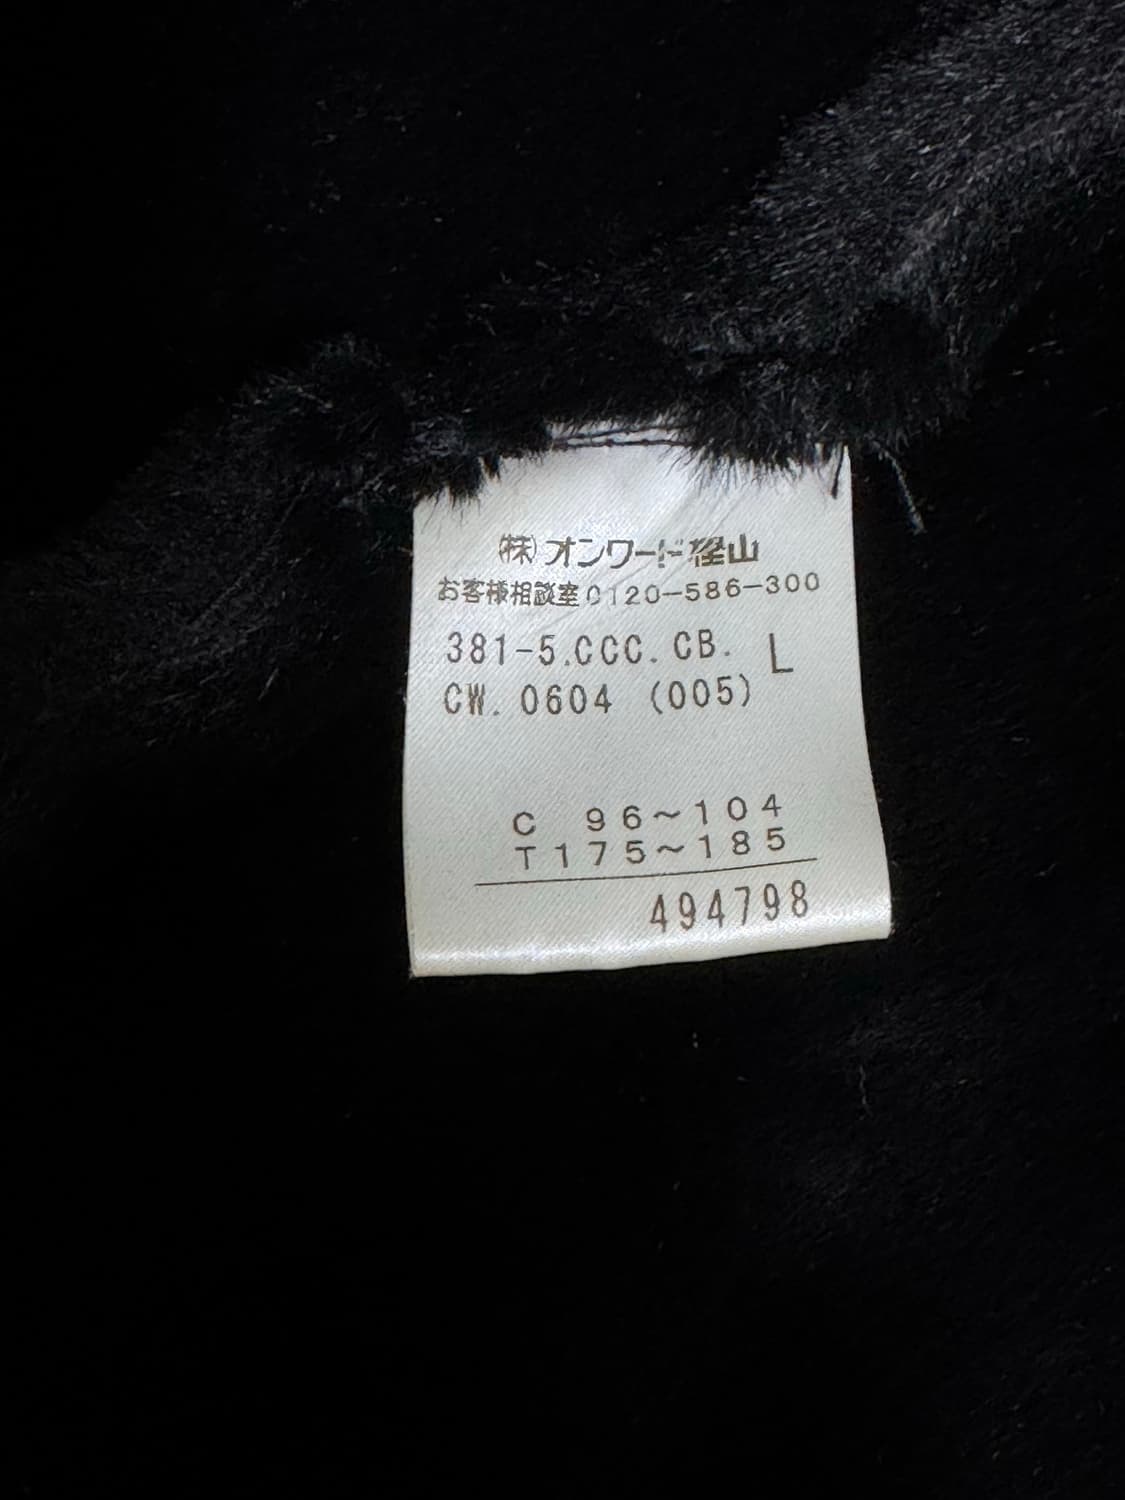 (株)オンワード樫山
お客様相談室0120-586-300
381-5.CCC.CB. L
CW.0604 (005)
C 96~104
T175~185
494798